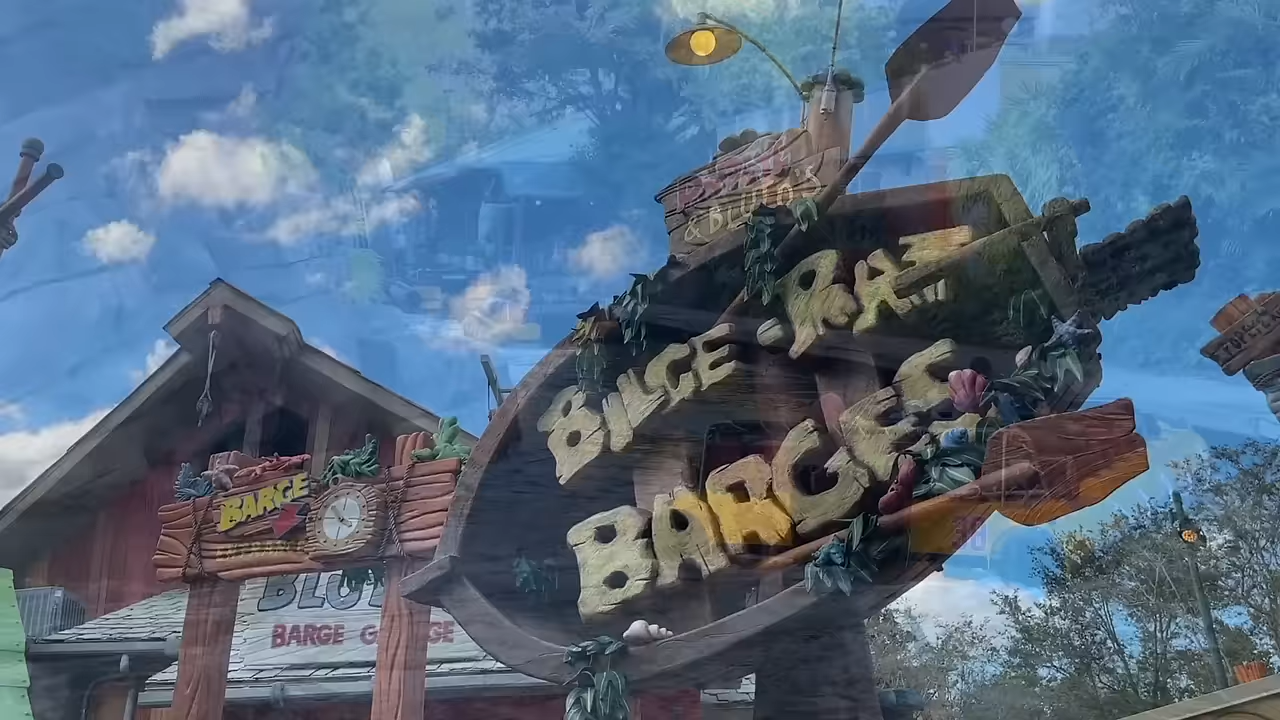 & BLUTO'S
BILGE-RAT
BARGES
BARGE
BLUTO
BARGE GARAGE